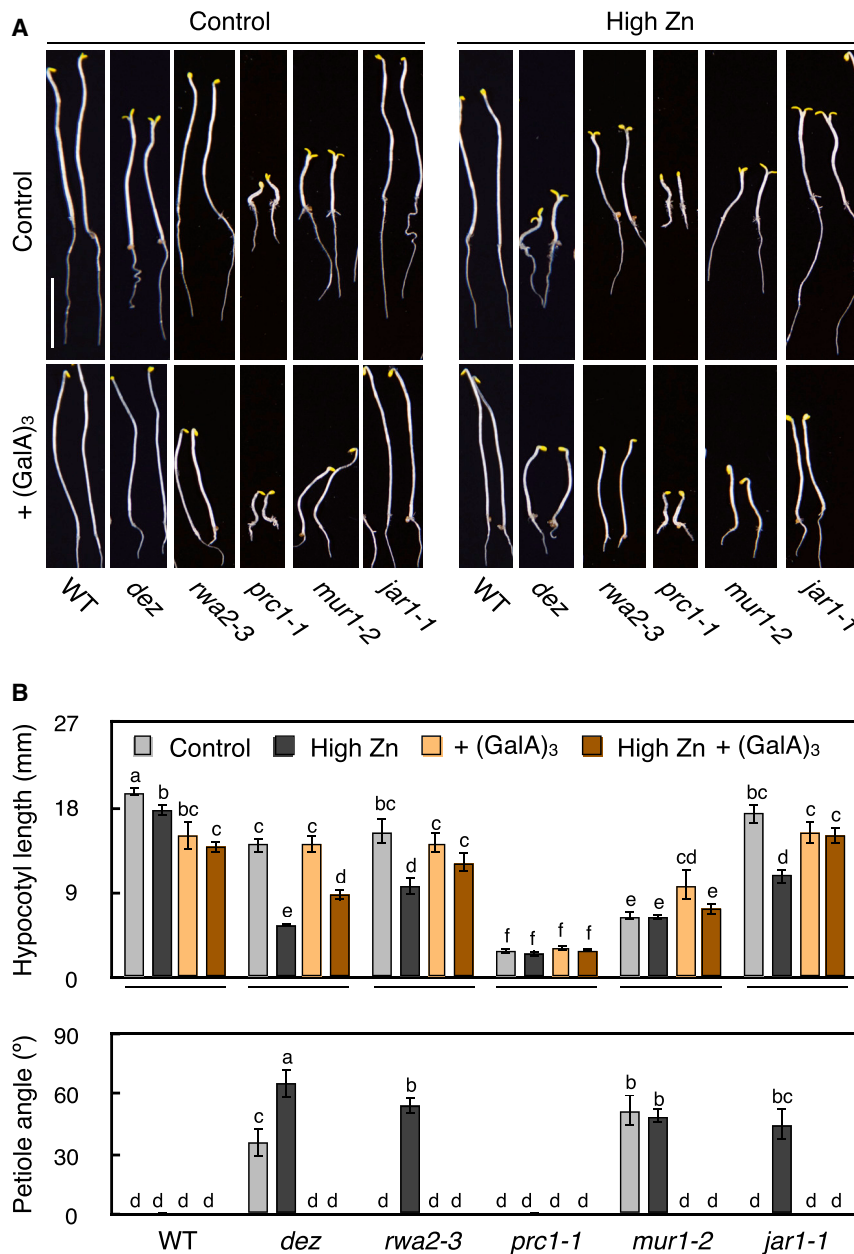 A
Control
High Zn
Control
+ (GalA)₃
WT
dez
rwa2-3
prc1-1
mur1-2
jar1-1
WT
dez
rwa2-3
prc1-1
mur1-2
jar1-1
B
Hypocotyl length (mm)
27
18
9
0
Control
High Zn
+ (GalA)₃
High Zn + (GalA)₃
a b bc c
c e c d
bc d c c
f f f f
e e cd e
bc d c c
Petiole angle (º)
90
60
30
0
d d d d
c a d d
d b d d
d d d d
b b d d
d bc d d
WT dez rwa2-3 prc1-1 mur1-2 jar1-1